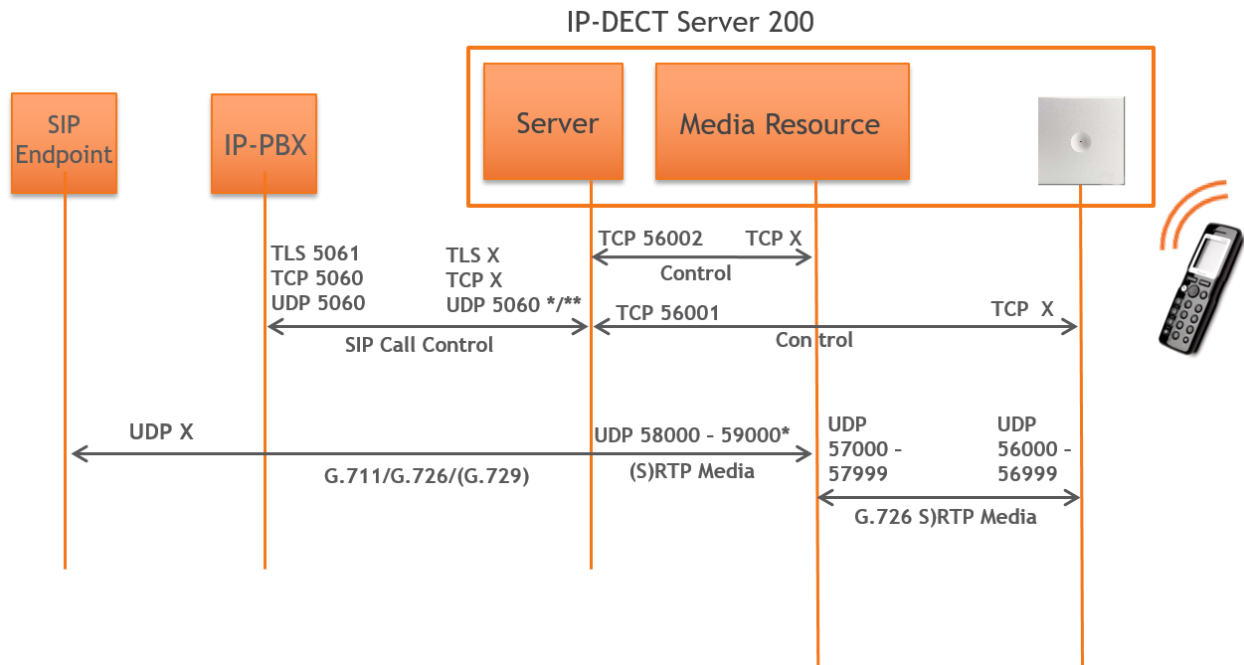 IP-DECT Server 200
SIP
Endpoint
IP-PBX
Server
Media Resource
TLS 5061
TCP 5060
UDP 5060
TLS X
TCP X
UDP 5060 */**
SIP Call Control
TCP 56002
TCP X
Control
TCP 56001
TCP X
Control
UDP X
UDP 58000 - 59000*
G.711/G.726/(G.729)
(S)RTP Media
UDP
57000 -
57999
UDP
56000 -
56999
G.726 S)RTP Media